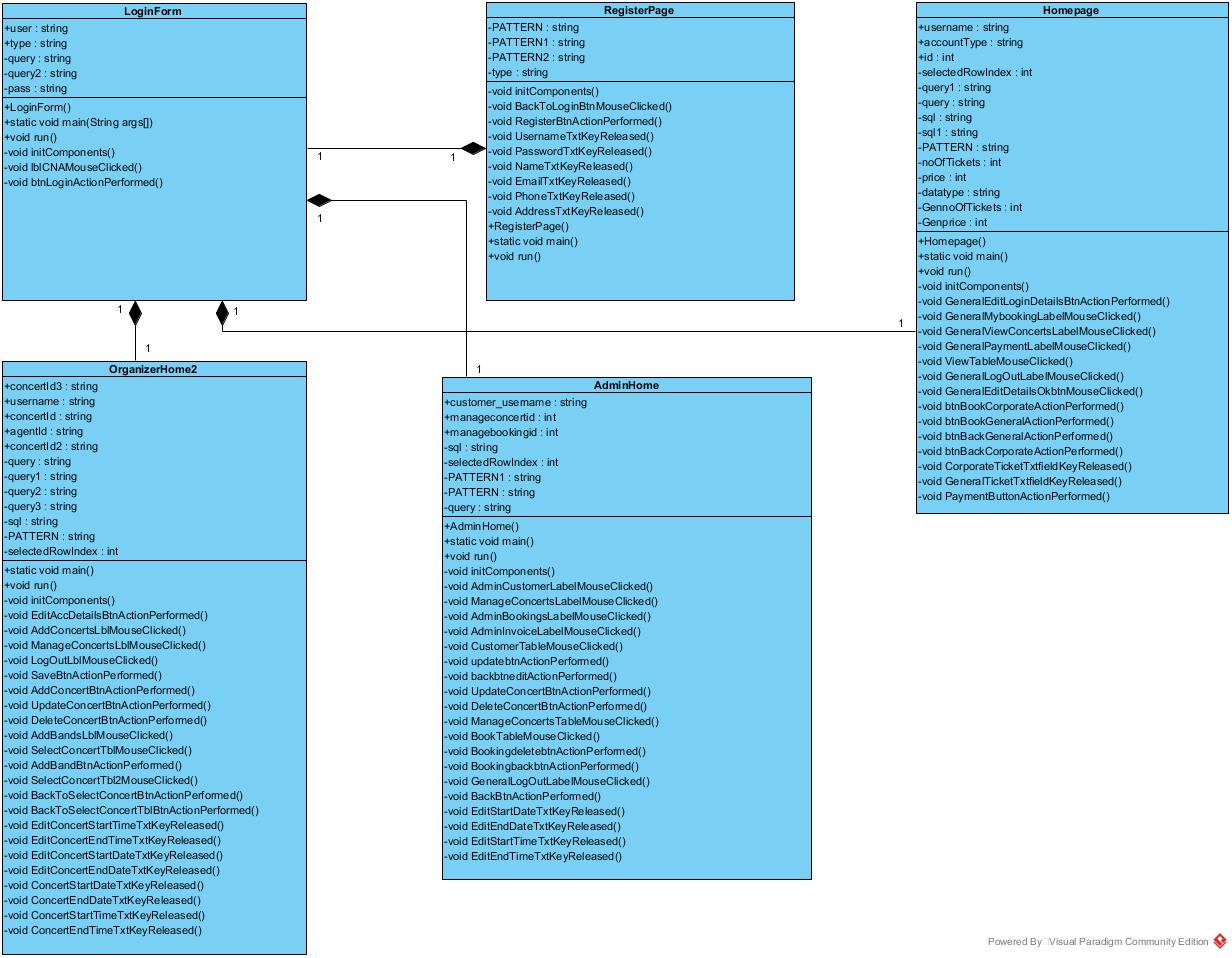 LoginForm
+user : string
+type : string
-query : string
-query2 : string
-pass : string
+LoginForm()
+static void main(String args[])
+void run()
-void initComponents()
-void lblCNAMouseClicked()
-void btnLoginActionPerformed()
RegisterPage
-PATTERN : string
-PATTERN1 : string
-PATTERN2 : string
-type : string
-void initComponents()
-void BackToLoginBtnMouseClicked()
-void RegisterBtnActionPerformed()
-void UsernameTxtKeyReleased()
-void PasswordTxtKeyReleased()
-void NameTxtKeyReleased()
-void EmailTxtKeyReleased()
-void PhoneTxtKeyReleased()
-void AddressTxtKeyReleased()
+RegisterPage()
+static void main()
+void run()
Homepage
+username : string
+accountType : string
+id : int
-selectedRowIndex : int
-query1 : string
-query : string
-sql : string
-sql1 : string
-PATTERN : string
-noOfTickets : int
-price : int
-datatype : string
-GennoOfTickets : int
-Genprice : int
+Homepage()
+static void main()
+void run()
-void initComponents()
-void GeneralEditLoginDetailsBtnActionPerformed()
-void GeneralMybookingLabelMouseClicked()
-void GeneralViewConcertsLabelMouseClicked()
-void GeneralPaymentLabelMouseClicked()
-void ViewTableMouseClicked()
-void GeneralLogOutLabelMouseClicked()
-void GeneralEditDetailsOkbtnMouseClicked()
-void btnBookCorporateActionPerformed()
-void btnBookGeneralActionPerformed()
-void btnBackGeneralActionPerformed()
-void btnBackCorporateActionPerformed()
-void CorporateTicketTxtfieldKeyReleased()
-void GeneralTicketTxtfieldKeyReleased()
-void PaymentButtonActionPerformed()
1
1
1
1
1
1
1
1
OrganizerHome2
+concertId3 : string
+username : string
+concertId : string
+agentId : string
+concertId2 : string
-query : string
-query1 : string
-query2 : string
-query3 : string
-sql : string
-PATTERN : string
-selectedRowIndex : int
+static void main()
+void run()
-void initComponents()
-void EditAccDetailsBtnActionPerformed()
-void AddConcertsLblMouseClicked()
-void ManageConcertsLblMouseClicked()
-void LogOutLblMouseClicked()
-void SaveBtnActionPerformed()
-void AddConcertBtnActionPerformed()
-void UpdateConcertBtnActionPerformed()
-void DeleteConcertBtnActionPerformed()
-void AddBandsLblMouseClicked()
-void SelectConcertTblMouseClicked()
-void AddBandBtnActionPerformed()
-void SelectConcertTbl2MouseClicked()
-void BackToSelectConcertBtnActionPerformed()
-void BackToSelectConcertTblBtnActionPerformed()
-void EditConcertStartTimeTxtKeyReleased()
-void EditConcertEndTimeTxtKeyReleased()
-void EditConcertStartDateTxtKeyReleased()
-void EditConcertEndDateTxtKeyReleased()
-void ConcertStartDateTxtKeyReleased()
-void ConcertEndDateTxtKeyReleased()
-void ConcertStartTimeTxtKeyReleased()
-void ConcertEndTimeTxtKeyReleased()
AdminHome
+customer_username : string
+manageconcertid : int
+managebookingid : int
-sql : string
-selectedRowIndex : int
-PATTERN1 : string
-PATTERN : string
-query : string
+AdminHome()
+static void main()
+void run()
-void initComponents()
-void AdminCustomerLabelMouseClicked()
-void ManageConcertsLabelMouseClicked()
-void AdminBookingsLabelMouseClicked()
-void AdminInvoiceLabelMouseClicked()
-void CustomerTableMouseClicked()
-void updatebtnActionPerformed()
-void backbtneditActionPerformed()
-void UpdateConcertBtnActionPerformed()
-void DeleteConcertBtnActionPerformed()
-void ManageConcertsTableMouseClicked()
-void BookTableMouseClicked()
-void BookingdeletebtnActionPerformed()
-void BookingbackbtnActionPerformed()
-void GeneralLogOutLabelMouseClicked()
-void BackBtnActionPerformed()
-void EditStartDateTxtKeyReleased()
-void EditEndDateTxtKeyReleased()
-void EditStartTimeTxtKeyReleased()
-void EditEndTimeTxtKeyReleased()
Powered By Visual Paradigm Community Edition